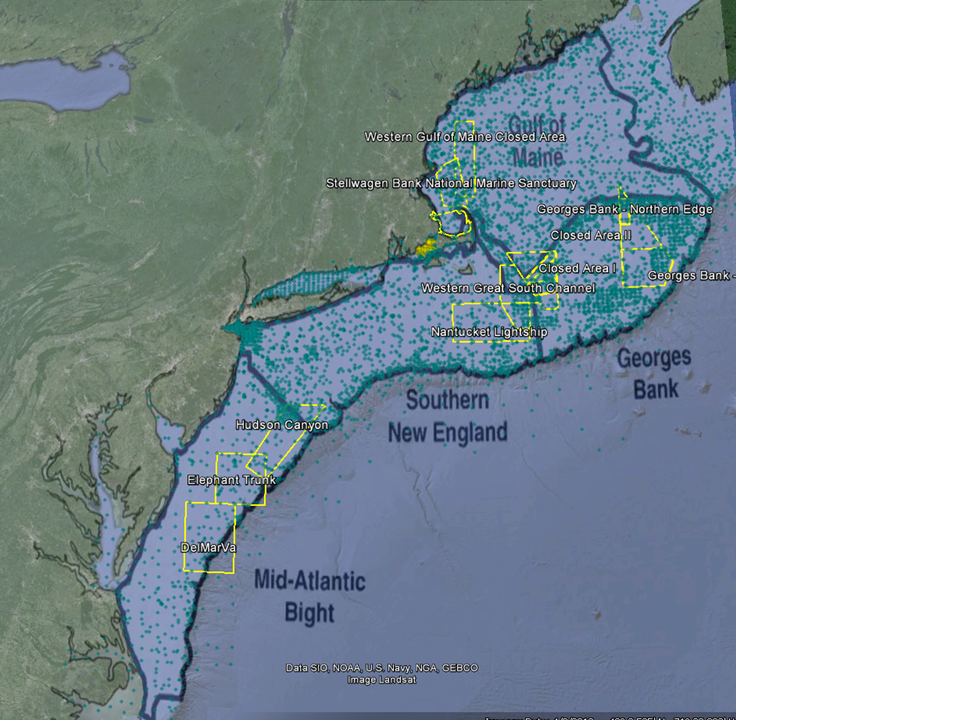 Gulf of
Maine
Western Gulf of Maine Closed Area
Stellwagen Bank National Marine Sanctuary
Georges Bank - Northern Edge
Closed Area II
Closed Area I
Georges Bank -
Western Great South Channel
Nantucket Lightship
Georges
Bank
Southern
New England
Hudson Canyon
Elephant Trunk
DelMarVa
Mid-Atlantic
Bight
Data SIO, NOAA, U.S. Navy, NGA, GEBCO
Image Landsat